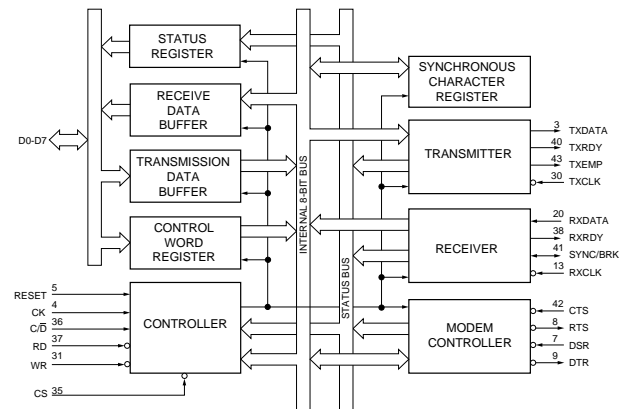 STATUS
REGISTER
RECEIVE
DATA
BUFFER
D0-D7
TRANSMISSION
DATA
BUFFER
CONTROL
WORD
REGISTER
RESET 5
CK 4
C/D̅ 36
RD 37
WR 31
CS 35
CONTROLLER
INTERNAL 8-BIT BUS
STATUS BUS
SYNCHRONOUS
CHARACTER
REGISTER
TRANSMITTER
3 TXDATA
40 TXRDY
43 TXEMP
30 TXCLK
RECEIVER
20 RXDATA
38 RXRDY
41 SYNC/BRK
13 RXCLK
MODEM
CONTROLLER
42 CTS
8 RTS
7 DSR
9 DTR